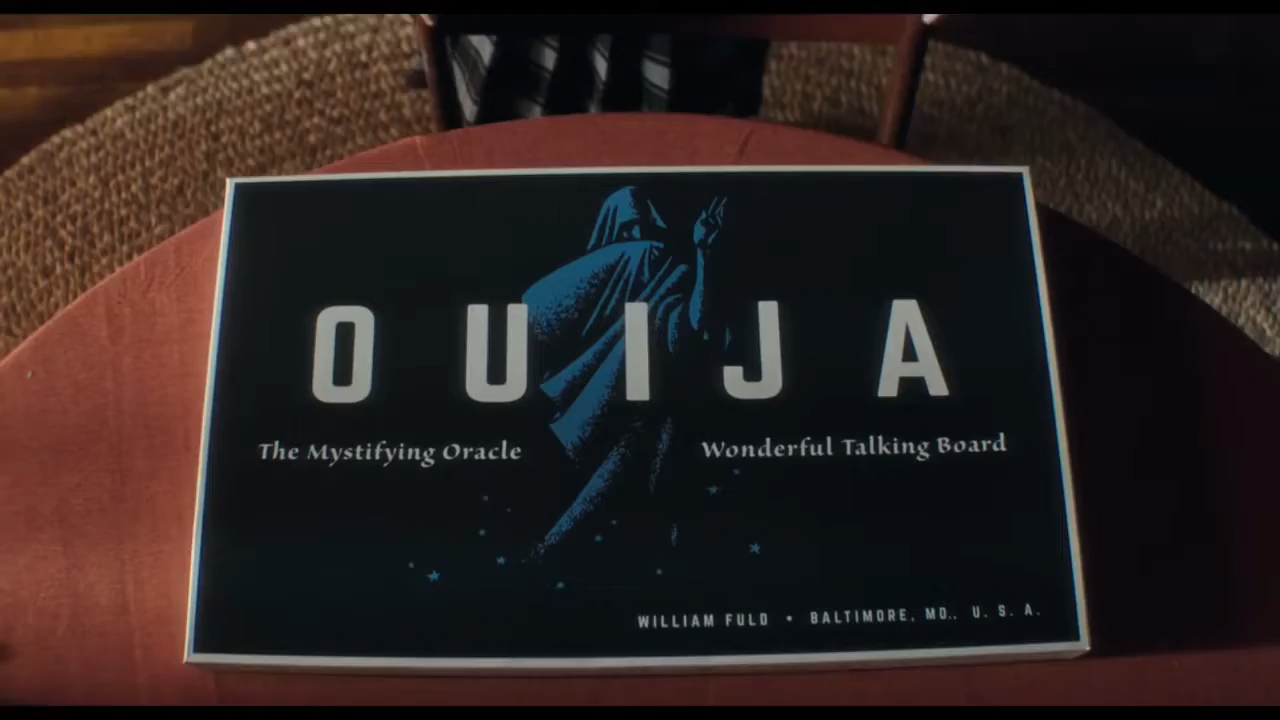 OUIJA
The Mystifying Oracle Wonderful Talking Board
WILLIAM FULD • BALTIMORE, MD., U. S. A.